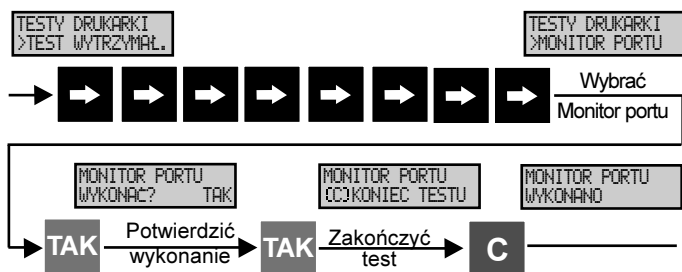 TESTY DRUKARKI
>TEST WYTRZYMAŁ.
TESTY DRUKARKI
>MONITOR PORTU
Wybrać
Monitor portu
MONITOR PORTU
WYKONAĆ? TAK
MONITOR PORTU
(C)KONIEC TESTU
MONITOR PORTU
WYKONANO
TAK
Potwierdzić
wykonanie
TAK
Zakończyć
test
C